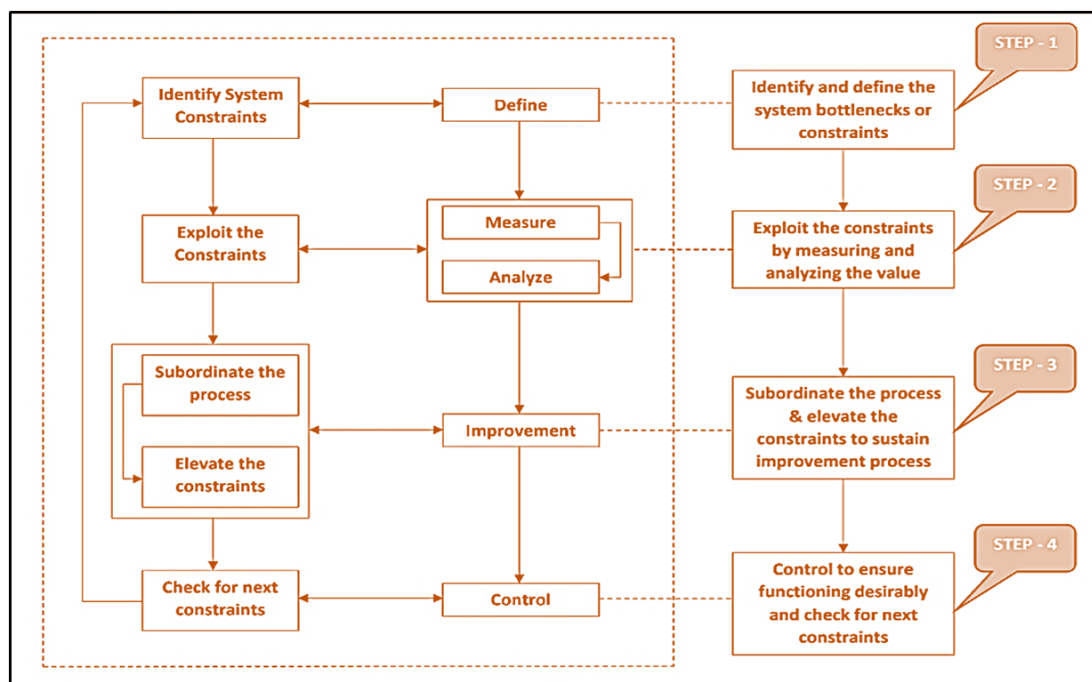 STEP - 1
Identify System
Constraints
Define
Identify and define the
system bottlenecks or
constraints
STEP - 2
Exploit the
Constraints
Measure
Analyze
Exploit the constraints
by measuring and
analyzing the value
STEP - 3
Subordinate the
process
Elevate the
constraints
Improvement
Subordinate the process
& elevate the
constraints to sustain
improvement process
STEP - 4
Check for next
constraints
Control
Control to ensure
functioning desirably
and check for next
constraints